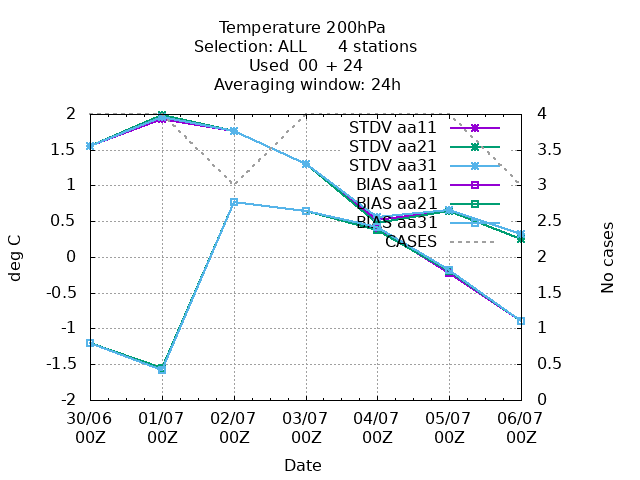 Temperature 200hPa
Selection: ALL 4 stations
Used 00 + 24
Averaging window: 24h
2
1.5
1
0.5
0
-0.5
-1
-1.5
-2
deg C
4
3.5
3
2.5
2
1.5
1
0.5
0
No cases
STDV aa11
STDV aa21
STDV aa31
BIAS aa11
BIAS aa21
BIAS aa31
CASES
30/06 01/07 02/07 03/07 04/07 05/07 06/07
00Z 00Z 00Z 00Z 00Z 00Z 00Z
Date